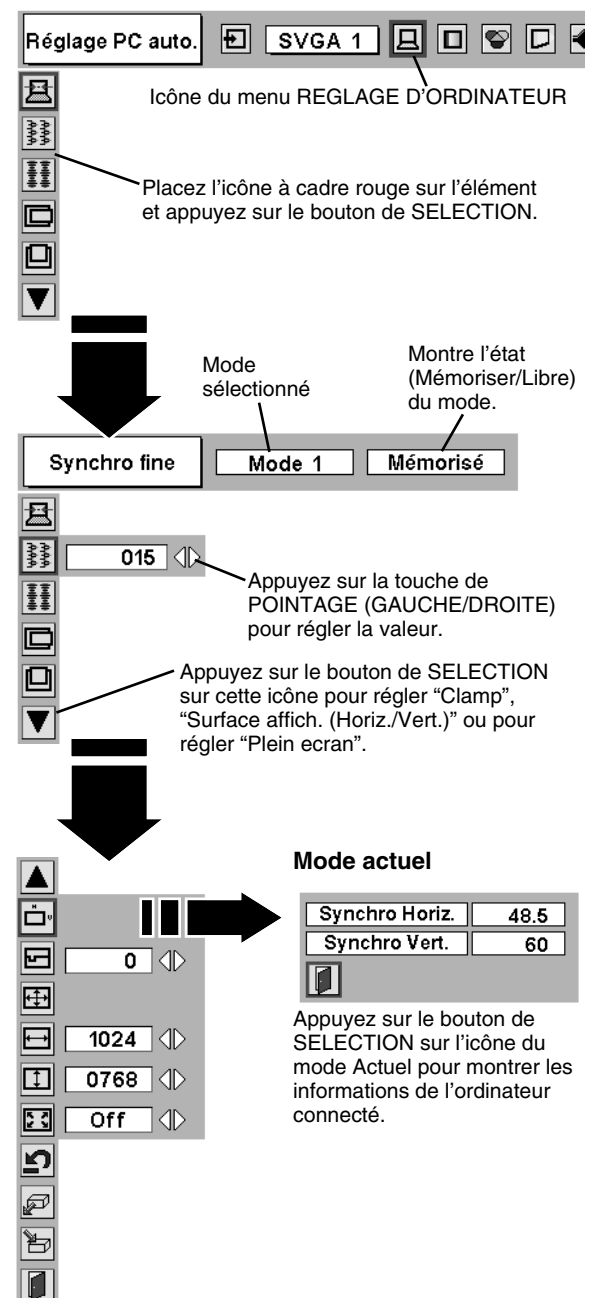 Réglage PC auto.
SVGA 1
Icône du menu REGLAGE D'ORDINATEUR
Placez l'icône à cadre rouge sur l'élément
et appuyez sur le bouton de SELECTION.
Mode
sélectionné
Montre l'état
(Mémoriser/Libre)
du mode.
Synchro fine
Mode 1
Mémorisé
015
Appuyez sur la touche de
POINTAGE (GAUCHE/DROITE)
pour régler la valeur.
Appuyez sur le bouton de SELECTION
sur cette icône pour régler “Clamp”,
“Surface affich. (Horiz./Vert.)” ou pour
régler “Plein ecran”.
Mode actuel
H
V
Synchro Horiz. 48.5
Synchro Vert. 60
0
1024
0768
Off
Appuyez sur le bouton de
SELECTION sur l'icône du
mode Actuel pour montrer les
informations de l'ordinateur
connecté.